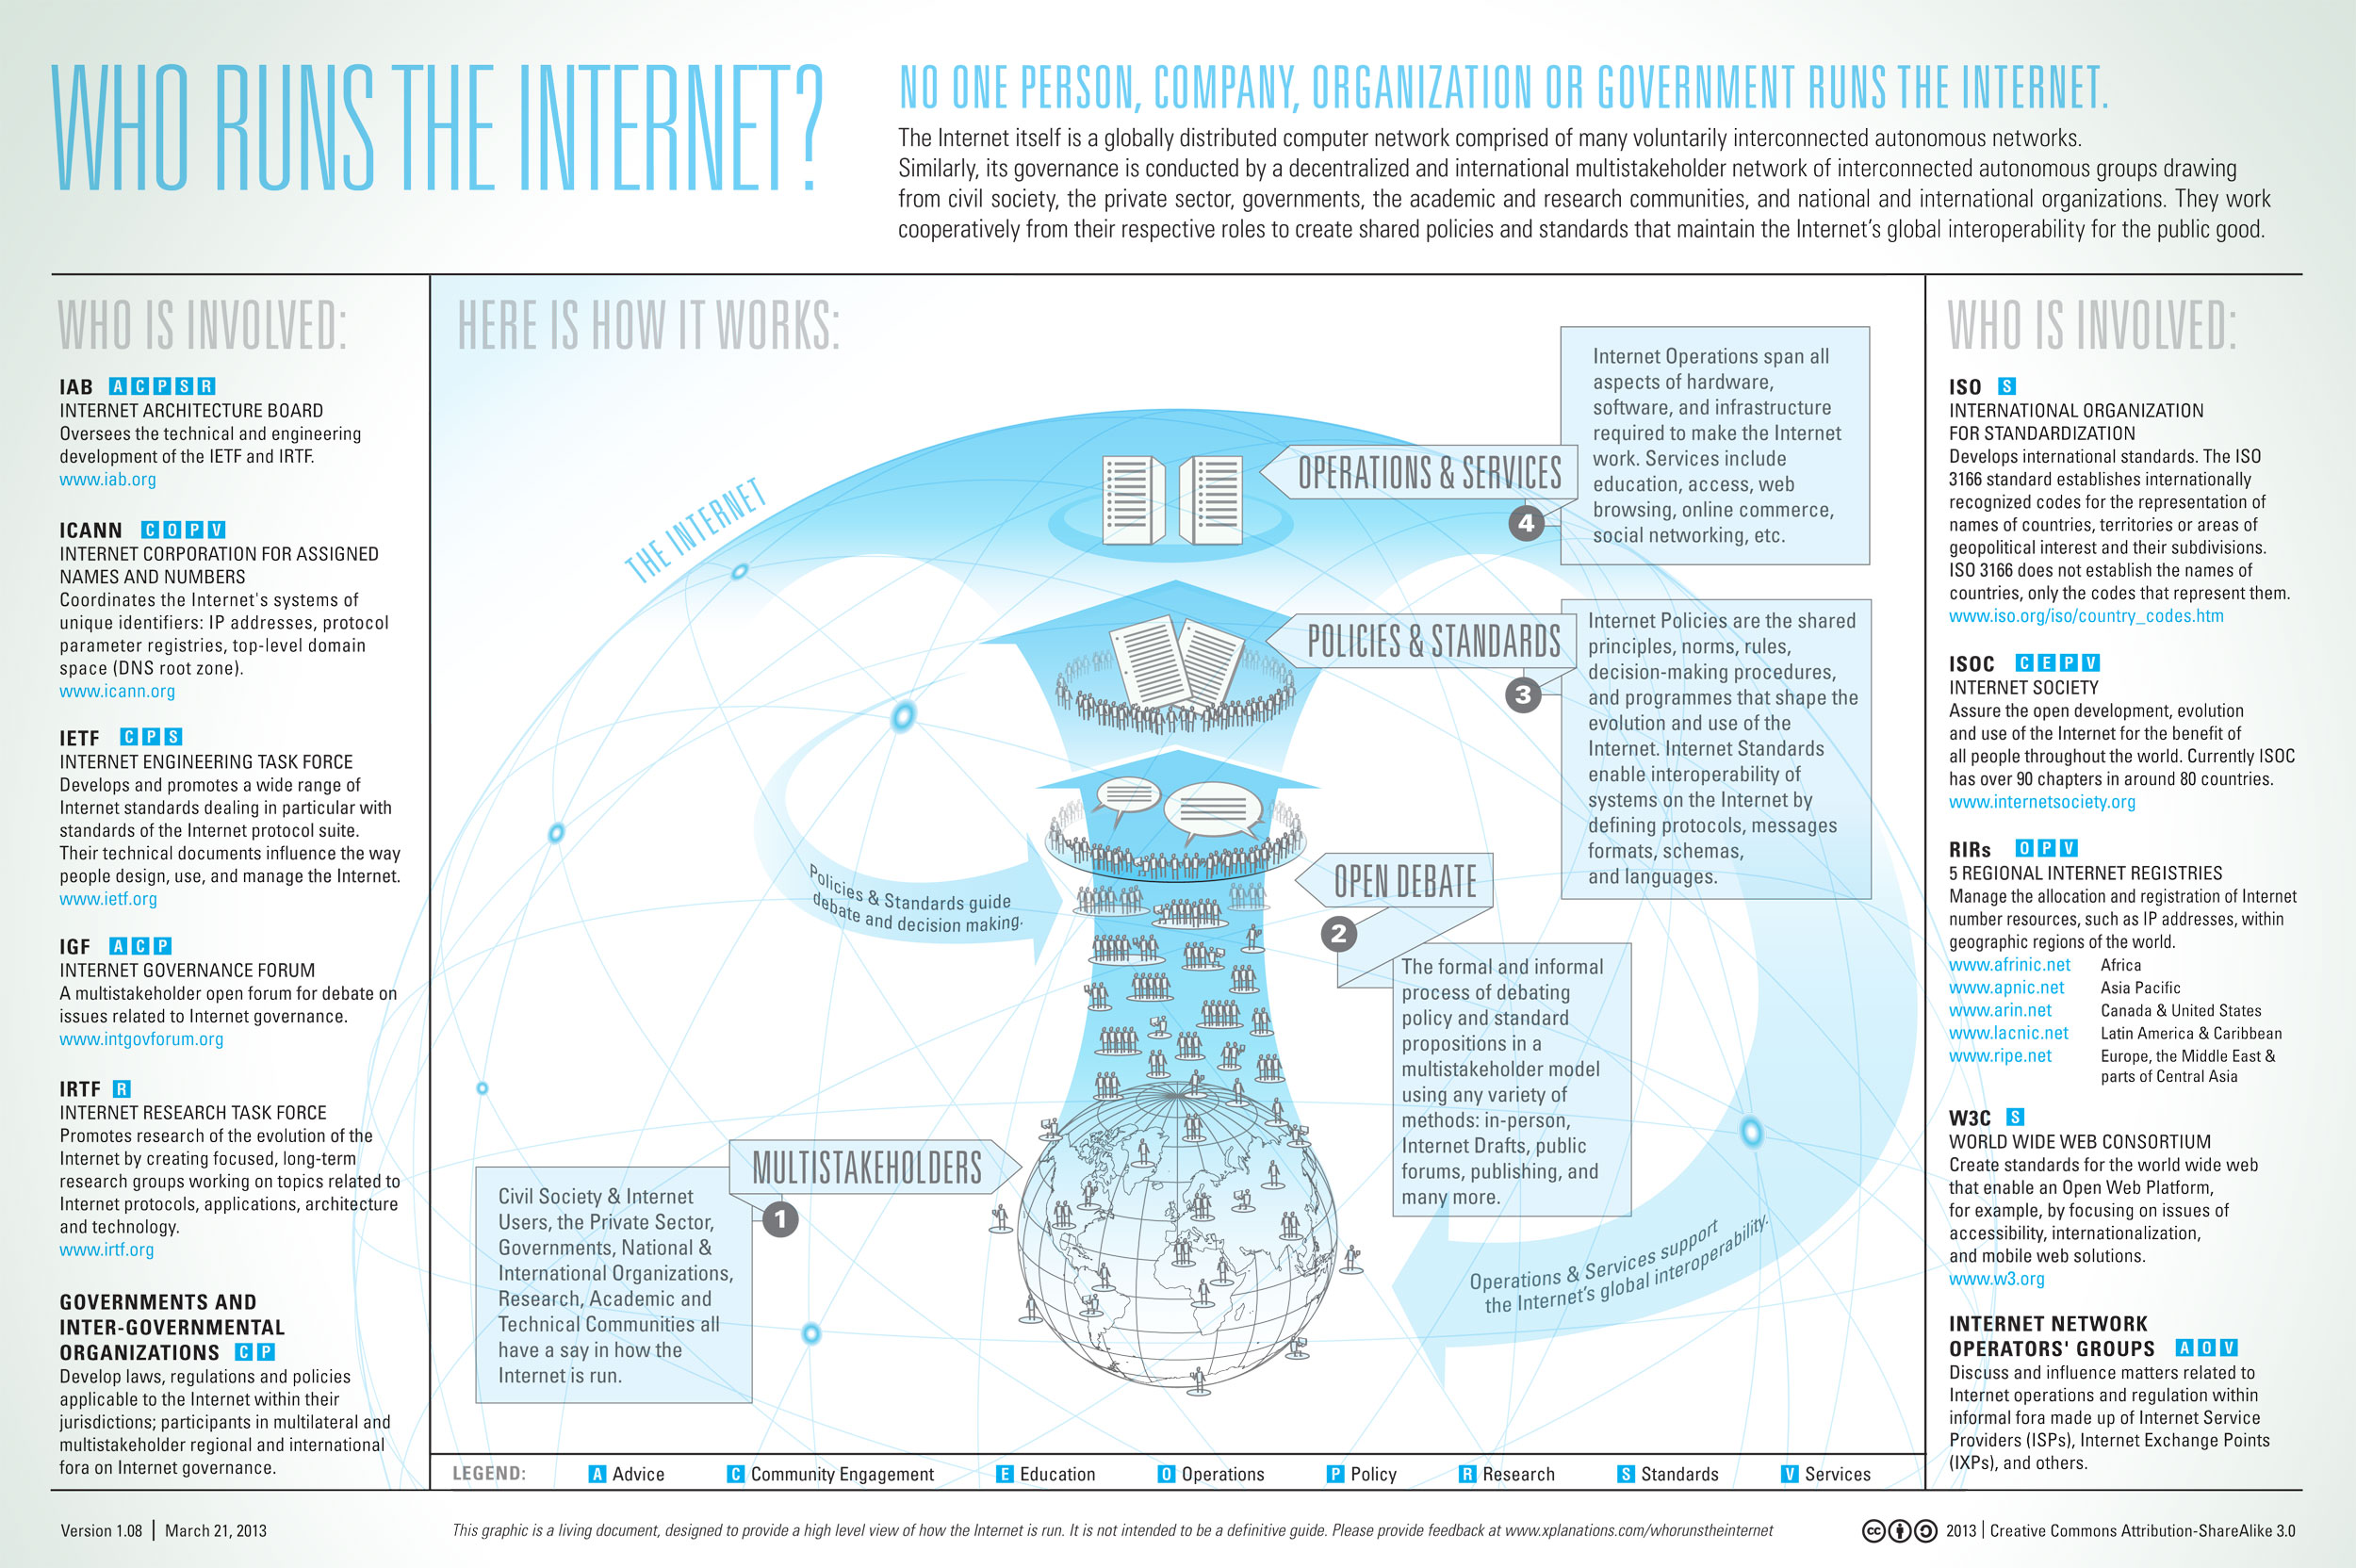 WHO RUNS THE INTERNET?
NO ONE PERSON, COMPANY, ORGANIZATION OR GOVERNMENT RUNS THE INTERNET.
The Internet itself is a globally distributed computer network comprised of many voluntarily interconnected autonomous networks.
Similarly, its governance is conducted by a decentralized and international multistakeholder network of interconnected autonomous groups drawing
from civil society, the private sector, governments, the academic and research communities, and national and international organizations. They work
cooperatively from their respective roles to create shared policies and standards that maintain the Internet's global interoperability for the public good.
WHO IS INVOLVED:
IAB A C P S R
INTERNET ARCHITECTURE BOARD
Oversees the technical and engineering
development of the IETF and IRTF.
www.iab.org
ICANN C O P V
INTERNET CORPORATION FOR ASSIGNED
NAMES AND NUMBERS
Coordinates the Internet's systems of
unique identifiers: IP addresses, protocol
parameter registries, top-level domain
space (DNS root zone).
www.icann.org
IETF C P S
INTERNET ENGINEERING TASK FORCE
Develops and promotes a wide range of
Internet standards dealing in particular with
standards of the Internet protocol suite.
Their technical documents influence the way
people design, use, and manage the Internet.
www.ietf.org
IGF A C P
INTERNET GOVERNANCE FORUM
A multistakeholder open forum for debate on
issues related to Internet governance.
www.intgovforum.org
IRTF R
INTERNET RESEARCH TASK FORCE
Promotes research of the evolution of the
Internet by creating focused, long-term
research groups working on topics related to
Internet protocols, applications, architecture
and technology.
www.irtf.org
GOVERNMENTS AND
INTER-GOVERNMENTAL
ORGANIZATIONS C P
Develop laws, regulations and policies
applicable to the Internet within their
jurisdictions; participants in multilateral and
multistakeholder regional and international
fora on Internet governance.
HERE IS HOW IT WORKS:
THE INTERNET
OPERATIONS & SERVICES
4
Internet Operations span all
aspects of hardware,
software, and infrastructure
required to make the Internet
work. Services include
education, access, web
browsing, online commerce,
social networking, etc.
POLICIES & STANDARDS
3
Internet Policies are the shared
principles, norms, rules,
decision-making procedures,
and programmes that shape the
evolution and use of the
Internet. Internet Standards
enable interoperability of
systems on the Internet by
defining protocols, messages
formats, schemas,
and languages.
Policies & Standards guide
debate and decision making.
OPEN DEBATE
2
The formal and informal
process of debating
policy and standard
propositions in a
multistakeholder model
using any variety of
methods: in-person,
Internet Drafts, public
forums, publishing, and
many more.
MULTISTAKEHOLDERS
1
Civil Society & Internet
Users, the Private Sector,
Governments, National &
International Organizations,
Research, Academic and
Technical Communities all
have a say in how the
Internet is run.
Operations & Services support
the Internet's global interoperability.
LEGEND: A Advice C Community Engagement E Education O Operations P Policy R Research S Standards V Services
WHO IS INVOLVED:
ISO S
INTERNATIONAL ORGANIZATION
FOR STANDARDIZATION
Develops international standards. The ISO
3166 standard establishes internationally
recognized codes for the representation of
names of countries, territories or areas of
geopolitical interest and their subdivisions.
ISO 3166 does not establish the names of
countries, only the codes that represent them.
www.iso.org/iso/country_codes.htm
ISOC C E P V
INTERNET SOCIETY
Assure the open development, evolution
and use of the Internet for the benefit of
all people throughout the world. Currently ISOC
has over 90 chapters in around 80 countries.
www.internetsociety.org
RIRs O P V
5 REGIONAL INTERNET REGISTRIES
Manage the allocation and registration of Internet
number resources, such as IP addresses, within
geographic regions of the world.
www.afrinic.net Africa
www.apnic.net Asia Pacific
www.arin.net Canada & United States
www.lacnic.net Latin America & Caribbean
www.ripe.net Europe, the Middle East &
parts of Central Asia
W3C S
WORLD WIDE WEB CONSORTIUM
Create standards for the world wide web
that enable an Open Web Platform,
for example, by focusing on issues of
accessibility, internationalization,
and mobile web solutions.
www.w3.org
INTERNET NETWORK
OPERATORS' GROUPS A O V
Discuss and influence matters related to
Internet operations and regulation within
informal fora made up of Internet Service
Providers (ISPs), Internet Exchange Points
(IXPs), and others.
Version 1.08 | March 21, 2013
This graphic is a living document, designed to provide a high level view of how the Internet is run. It is not intended to be a definitive guide. Please provide feedback at www.xplanations.com/whorunstheinternet
cc 2013 | Creative Commons Attribution-ShareAlike 3.0